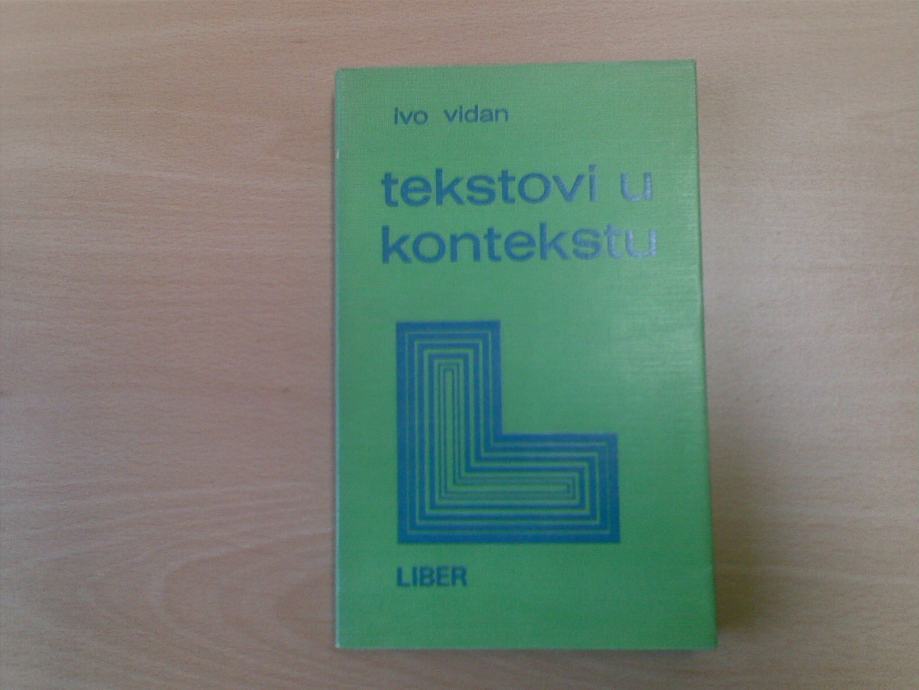 ivo vidan
tekstovi u
kontekstu
LIBER